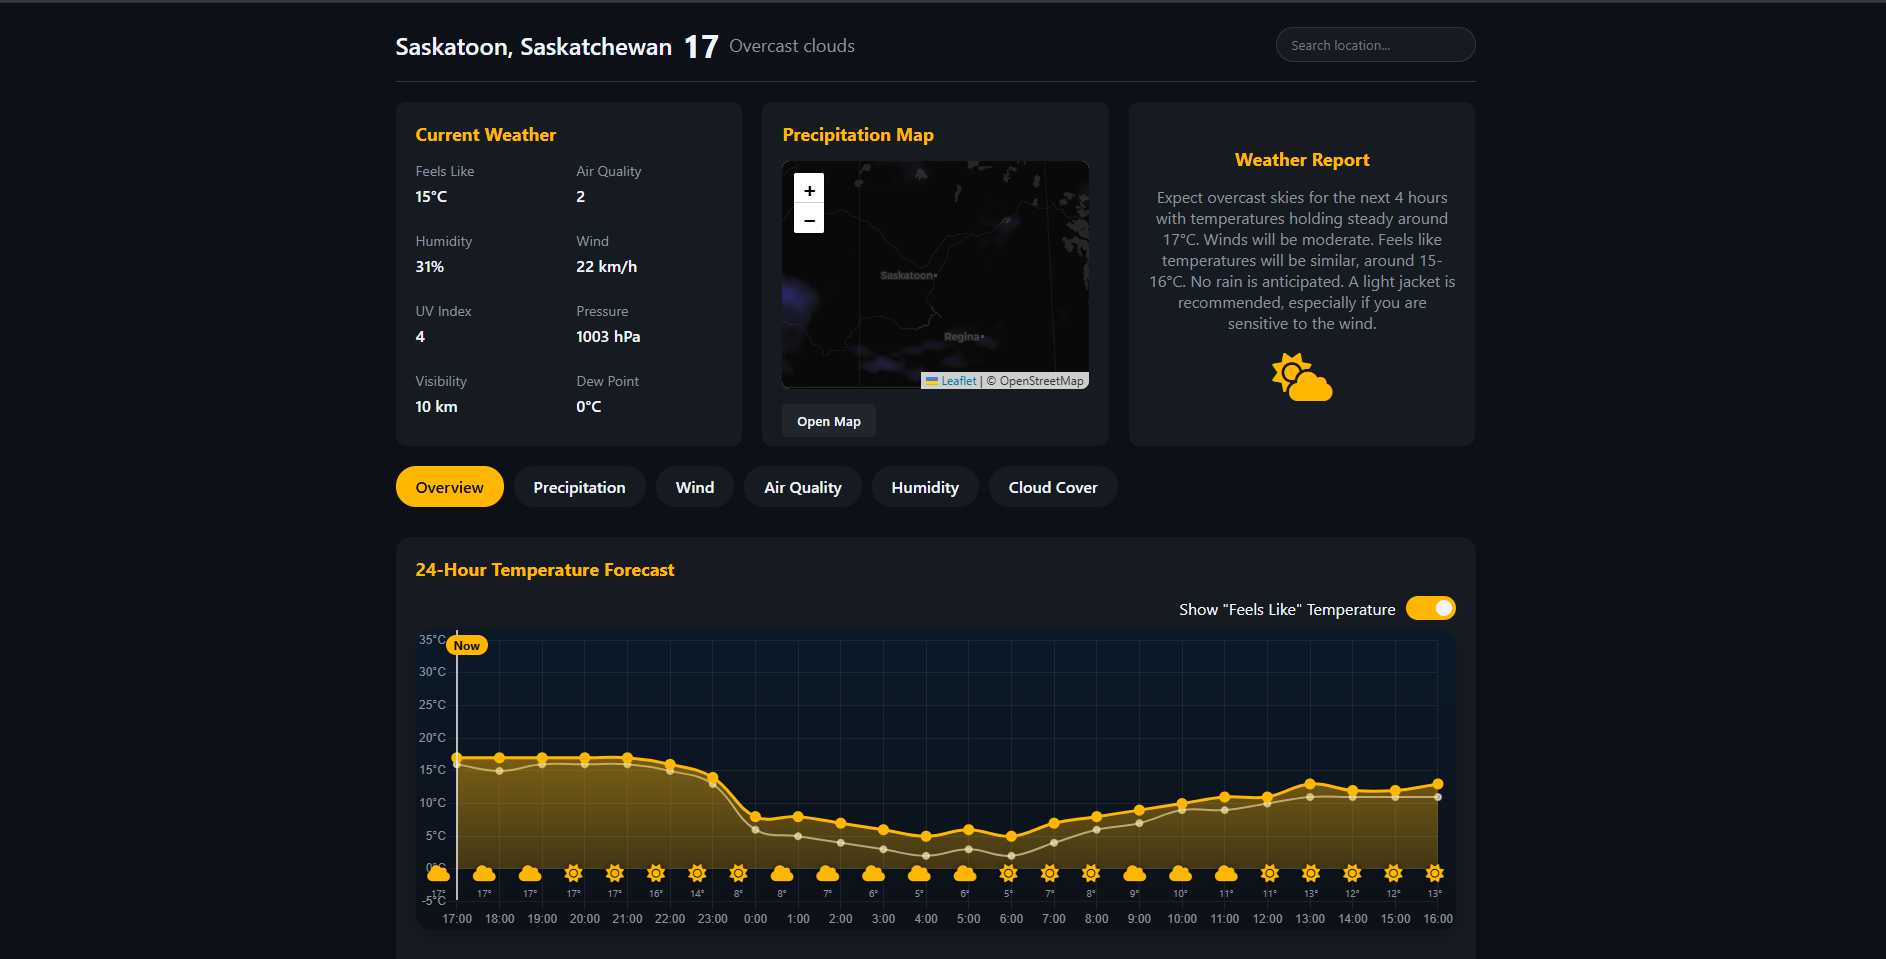 Saskatoon, Saskatchewan 17 Overcast clouds
Search location...
Current Weather
Feels Like Air Quality
15°C 2
Humidity Wind
31% 22 km/h
UV Index Pressure
4 1003 hPa
Visibility Dew Point
10 km 0°C
Precipitation Map
+
−
Saskatoon
Regina
Leaflet | © OpenStreetMap
Open Map
Weather Report
Expect overcast skies for the next 4 hours
with temperatures holding steady around
17°C. Winds will be moderate. Feels like
temperatures will be similar, around 15-
16°C. No rain is anticipated. A light jacket is
recommended, especially if you are
sensitive to the wind.
Overview Precipitation Wind Air Quality Humidity Cloud Cover
24-Hour Temperature Forecast
Show "Feels Like" Temperature
35°C
Now
30°C
25°C
20°C
15°C
10°C
5°C
0°C
17° 17° 17° 17° 17° 16° 14° 8° 8° 7° 6° 5° 6° 5° 7° 8° 9° 10° 11° 11° 13° 12° 12° 13°
-5°C
17:00 18:00 19:00 20:00 21:00 22:00 23:00 0:00 1:00 2:00 3:00 4:00 5:00 6:00 7:00 8:00 9:00 10:00 11:00 12:00 13:00 14:00 15:00 16:00